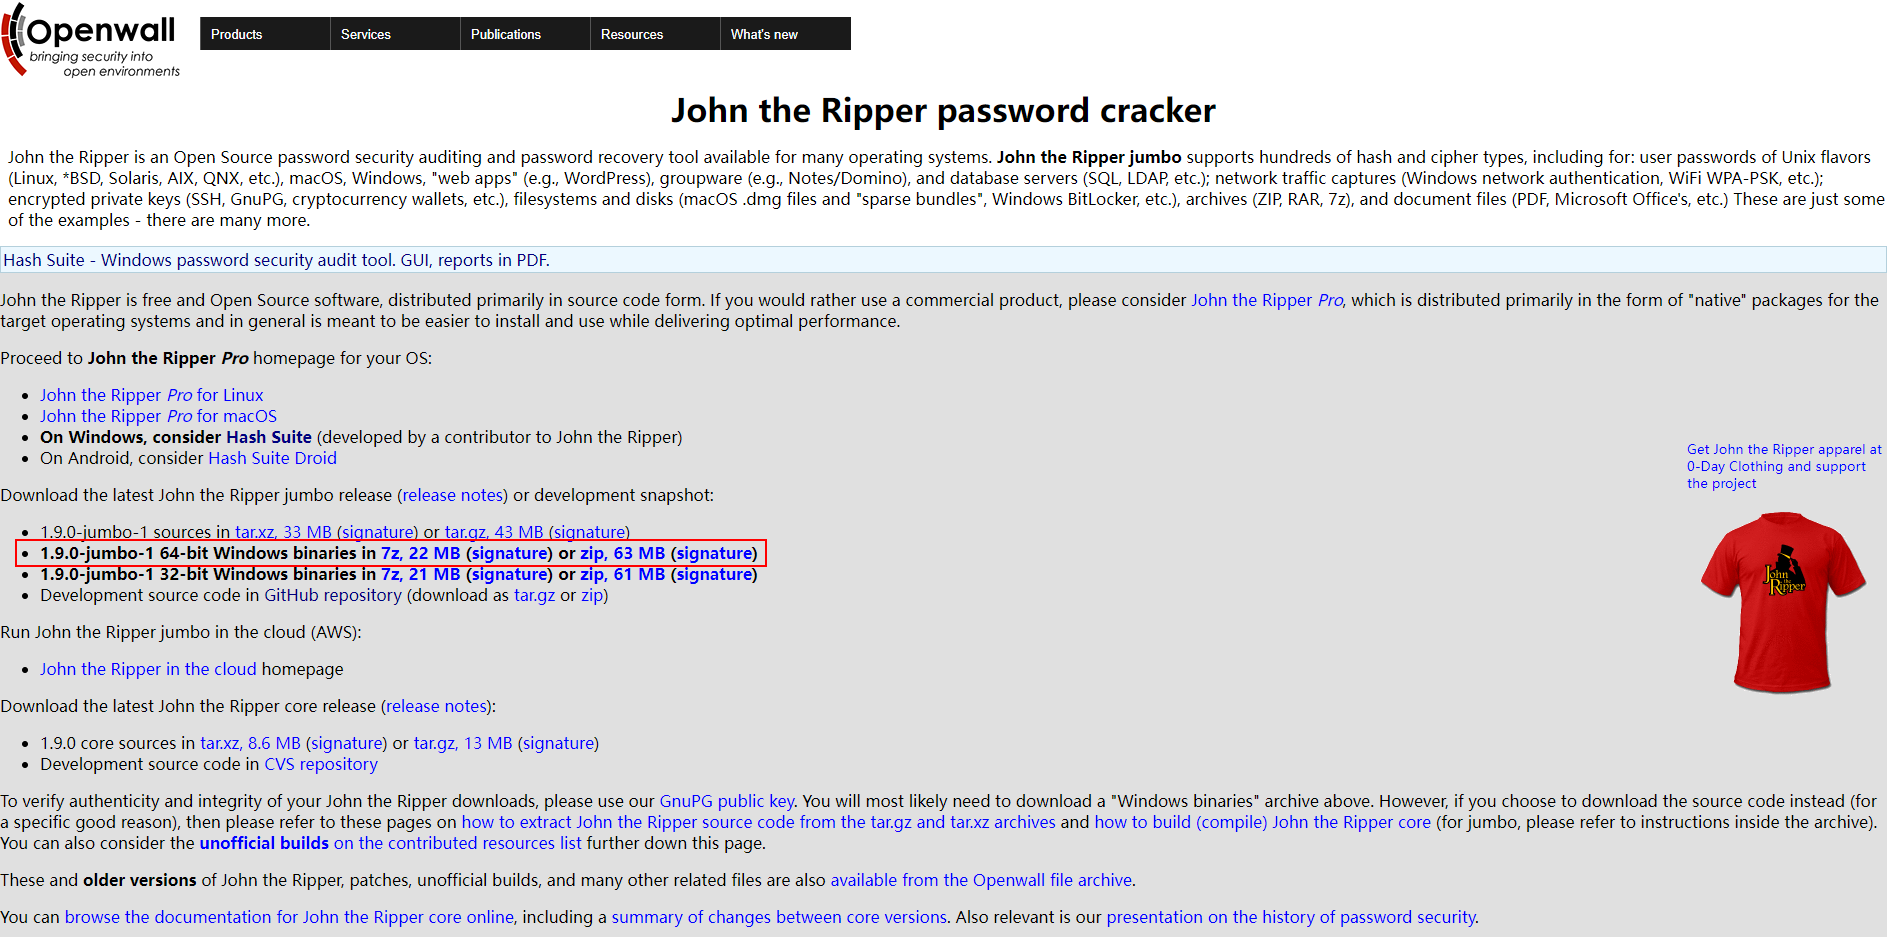 Openwall
bringing security into
open environments
Products
Services
Publications
Resources
What's new
John the Ripper password cracker
John the Ripper is an Open Source password security auditing and password recovery tool available for many operating systems. John the Ripper jumbo supports hundreds of hash and cipher types, including for: user passwords of Unix flavors
(Linux, *BSD, Solaris, AIX, QNX, etc.), macOS, Windows, "web apps" (e.g., WordPress), groupware (e.g., Notes/Domino), and database servers (SQL, LDAP, etc.); network traffic captures (Windows network authentication, WiFi WPA-PSK, etc.);
encrypted private keys (SSH, GnuPG, cryptocurrency wallets, etc.), filesystems and disks (macOS .dmg files and "sparse bundles", Windows BitLocker, etc.), archives (ZIP, RAR, 7z), and document files (PDF, Microsoft Office's, etc.) These are just some
of the examples - there are many more.
Hash Suite - Windows password security audit tool. GUI, reports in PDF.
John the Ripper is free and Open Source software, distributed primarily in source code form. If you would rather use a commercial product, please consider John the Ripper Pro, which is distributed primarily in the form of "native" packages for the
target operating systems and in general is meant to be easier to install and use while delivering optimal performance.
Proceed to John the Ripper Pro homepage for your OS:
• John the Ripper Pro for Linux
• John the Ripper Pro for macOS
• On Windows, consider Hash Suite (developed by a contributor to John the Ripper)
• On Android, consider Hash Suite Droid
Get John the Ripper apparel at
0-Day Clothing and support
the project
Download the latest John the Ripper jumbo release (release notes) or development snapshot:
• 1.9.0-jumbo-1 sources in tar.xz, 33 MB (signature) or tar.gz, 43 MB (signature)
• 1.9.0-jumbo-1 64-bit Windows binaries in 7z, 22 MB (signature) or zip, 63 MB (signature)
• 1.9.0-jumbo-1 32-bit Windows binaries in 7z, 21 MB (signature) or zip, 61 MB (signature)
• Development source code in GitHub repository (download as tar.gz or zip)
John
the
Ripper
Run John the Ripper jumbo in the cloud (AWS):
• John the Ripper in the cloud homepage
Download the latest John the Ripper core release (release notes):
• 1.9.0 core sources in tar.xz, 8.6 MB (signature) or tar.gz, 13 MB (signature)
• Development source code in CVS repository
To verify authenticity and integrity of your John the Ripper downloads, please use our GnuPG public key. You will most likely need to download a "Windows binaries" archive above. However, if you choose to download the source code instead (for
a specific good reason), then please refer to these pages on how to extract John the Ripper source code from the tar.gz and tar.xz archives and how to build (compile) John the Ripper core (for jumbo, please refer to instructions inside the archive).
You can also consider the unofficial builds on the contributed resources list further down this page.
These and older versions of John the Ripper, patches, unofficial builds, and many other related files are also available from the Openwall file archive.
You can browse the documentation for John the Ripper core online, including a summary of changes between core versions. Also relevant is our presentation on the history of password security.